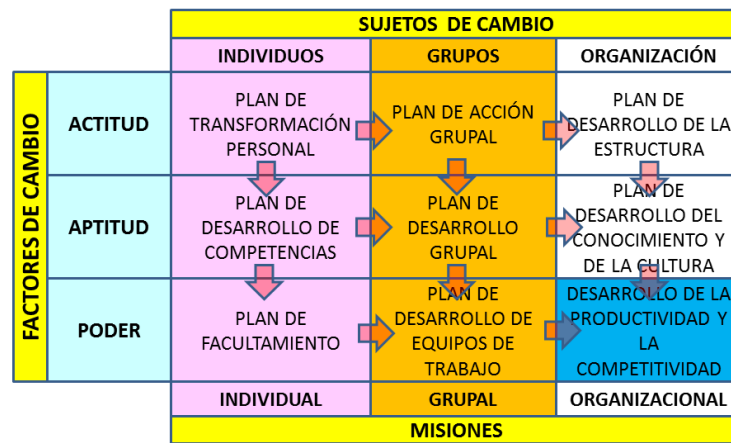 SUJETOS DE CAMBIO
INDIVIDUOS
GRUPOS
ORGANIZACIÓN
FACTORES DE CAMBIO
ACTITUD
PLAN DE
TRANSFORMACIÓN
PERSONAL
PLAN DE ACCIÓN
GRUPAL
PLAN DE
DESARROLLO DE LA
ESTRUCTURA
APTITUD
PLAN DE
DESARROLLO DE
COMPETENCIAS
PLAN DE
DESARROLLO
GRUPAL
PLAN DE
DESARROLLO DEL
CONOCIMIENTO Y
DE LA CULTURA
PODER
PLAN DE
FACULTAMIENTO
PLAN DE
DESARROLLO DE
EQUIPOS DE
TRABAJO
DESARROLLO DE LA
PRODUCTIVIDAD Y
LA
COMPETITIVIDAD
INDIVIDUAL
GRUPAL
ORGANIZACIONAL
MISIONES